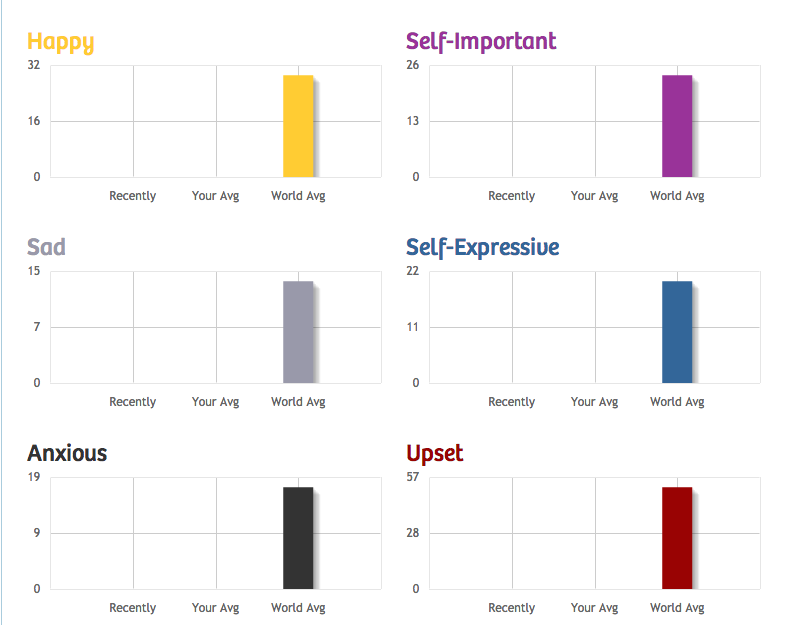 Happy
32
16
0
Recently Your Avg World Avg
Self-Important
26
13
0
Recently Your Avg World Avg
Sad
15
7
0
Recently Your Avg World Avg
Self-Expressive
22
11
0
Recently Your Avg World Avg
Anxious
19
9
0
Recently Your Avg World Avg
Upset
57
28
0
Recently Your Avg World Avg